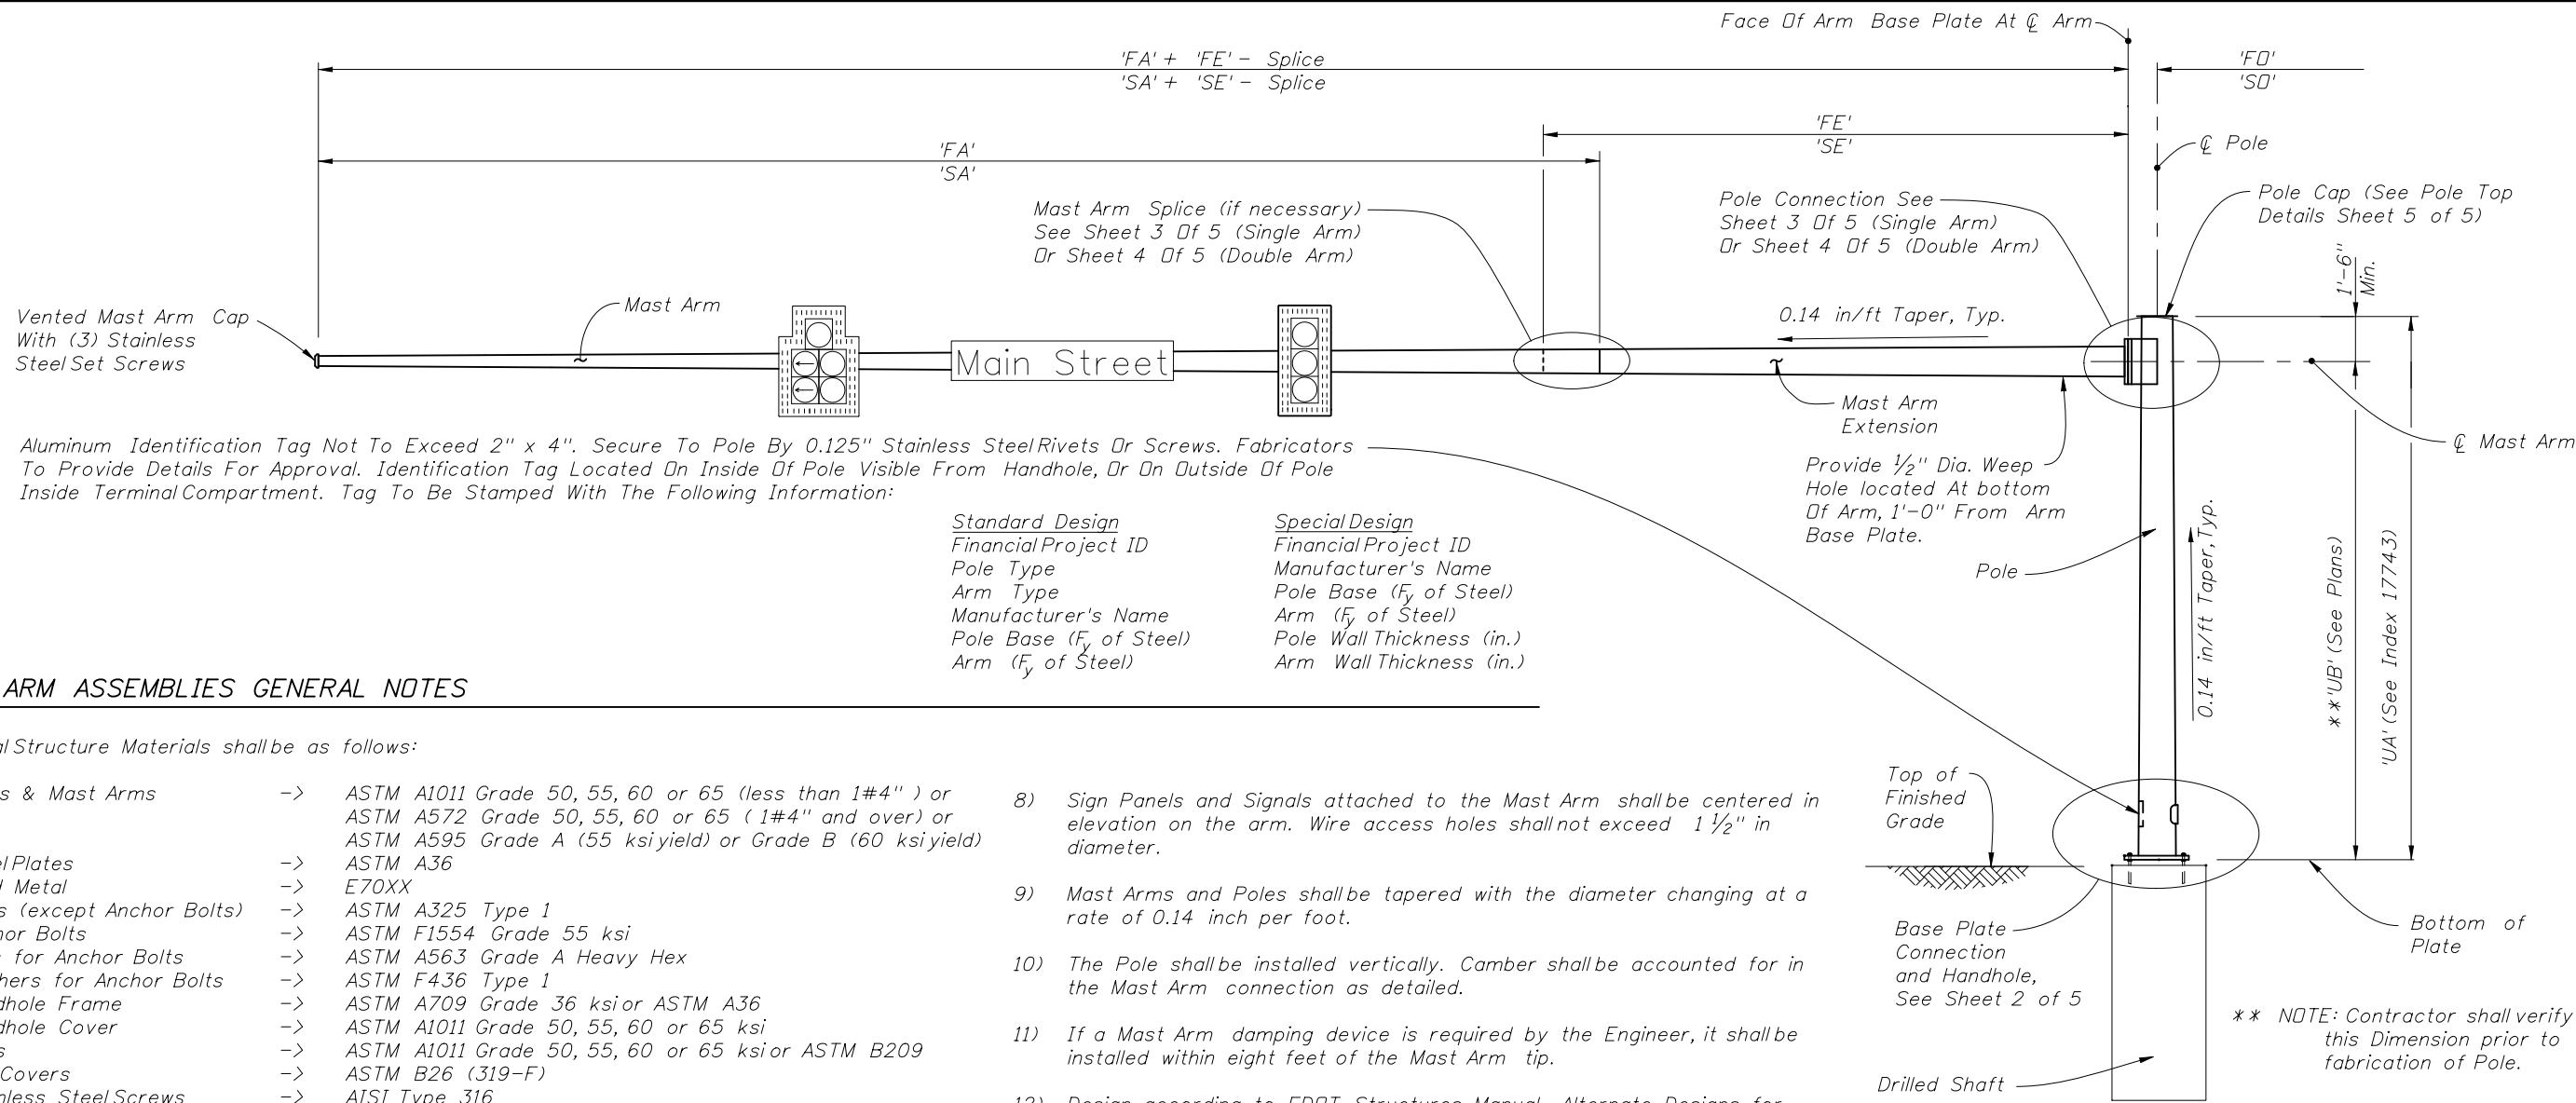 Face Of Arm Base Plate At ℄ Arm
'FA' + 'FE' - Splice
'SA' + 'SE' - Splice
'FO'
'SO'
'FE'
'SE'
'FA'
'SA'
℄ Pole
Mast Arm Splice (if necessary)
See Sheet 3 Of 5 (Single Arm)
Or Sheet 4 Of 5 (Double Arm)
Pole Connection See
Sheet 3 Of 5 (Single Arm)
Or Sheet 4 Of 5 (Double Arm)
Pole Cap (See Pole Top
Details Sheet 5 of 5)
1'-6"
Min.
Vented Mast Arm Cap
With (3) Stainless
Steel Set Screws
Mast Arm
0.14 in/ft Taper, Typ.
Main Street
Mast Arm
Extension
℄ Mast Arm
Aluminum Identification Tag Not To Exceed 2" x 4". Secure To Pole By 0.125" Stainless Steel Rivets Or Screws. Fabricators
To Provide Details For Approval. Identification Tag Located On Inside Of Pole Visible From Handhole, Or On Outside Of Pole
Inside Terminal Compartment. Tag To Be Stamped With The Following Information:
Provide ½" Dia. Weep
Hole located At bottom
Of Arm, 1'-0" From Arm
Base Plate.
Standard Design
Financial Project ID
Pole Type
Arm Type
Manufacturer's Name
Pole Base (Fy of Steel)
Arm (Fy of Steel)
Special Design
Financial Project ID
Manufacturer's Name
Pole Base (Fy of Steel)
Arm (Fy of Steel)
Pole Wall Thickness (in.)
Arm Wall Thickness (in.)
Pole
0.14 in/ft Taper, Typ.
**'UB' (See Plans)
'UA' (See Index 17743)
ARM ASSEMBLIES GENERAL NOTES
al Structure Materials shall be as follows:
s & Mast Arms -> ASTM A1011 Grade 50, 55, 60 or 65 (less than 1#4" ) or
ASTM A572 Grade 50, 55, 60 or 65 ( 1#4" and over) or
ASTM A595 Grade A (55 ksi yield) or Grade B (60 ksi yield)
el Plates -> ASTM A36
d Metal -> E70XX
s (except Anchor Bolts) -> ASTM A325 Type 1
hor Bolts -> ASTM F1554 Grade 55 ksi
s for Anchor Bolts -> ASTM A563 Grade A Heavy Hex
hers for Anchor Bolts -> ASTM F436 Type 1
dhole Frame -> ASTM A709 Grade 36 ksi or ASTM A36
dhole Cover -> ASTM A1011 Grade 50, 55, 60 or 65 ksi
s -> ASTM A1011 Grade 50, 55, 60 or 65 ksi or ASTM B209
Covers -> ASTM B26 (319-F)
nless Steel Screws -> AISI Type 316
8) Sign Panels and Signals attached to the Mast Arm shall be centered in
elevation on the arm. Wire access holes shall not exceed 1 ½" in
diameter.
9) Mast Arms and Poles shall be tapered with the diameter changing at a
rate of 0.14 inch per foot.
10) The Pole shall be installed vertically. Camber shall be accounted for in
the Mast Arm connection as detailed.
11) If a Mast Arm damping device is required by the Engineer, it shall be
installed within eight feet of the Mast Arm tip.
12) Design according to FDOT Structures Manual. Alternate Designs for
Top of
Finished
Grade
Base Plate
Connection
and Handhole,
See Sheet 2 of 5
Bottom of
Plate
** NOTE: Contractor shall verify
this Dimension prior to
fabrication of Pole.
Drilled Shaft